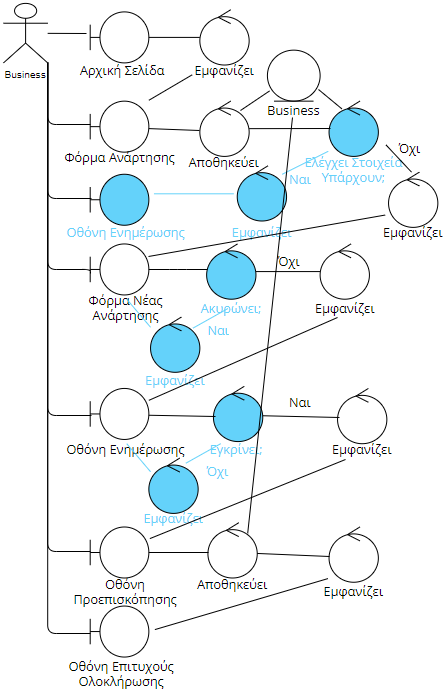 Business
Αρχική Σελίδα
Εμφανίζει
Business
Φόρμα Ανάρτησης
Αποθηκεύει
Ελέγχει Στοιχεία
Υπάρχουν;
Όχι
Ναι
Οθόνη Ενημέρωσης
Εμφανίζει
Εμφανίζει
Φόρμα Νέας
Ανάρτησης
Ακυρώνει;
Όχι
Εμφανίζει
Ναι
Εμφανίζει
Οθόνη Ενημέρωσης
Εγκρίνει;
Ναι
Εμφανίζει
Όχι
Εμφανίζει
Οθόνη
Προεπισκόπησης
Αποθηκεύει
Εμφανίζει
Οθόνη Επιτυχούς
Ολοκλήρωσης